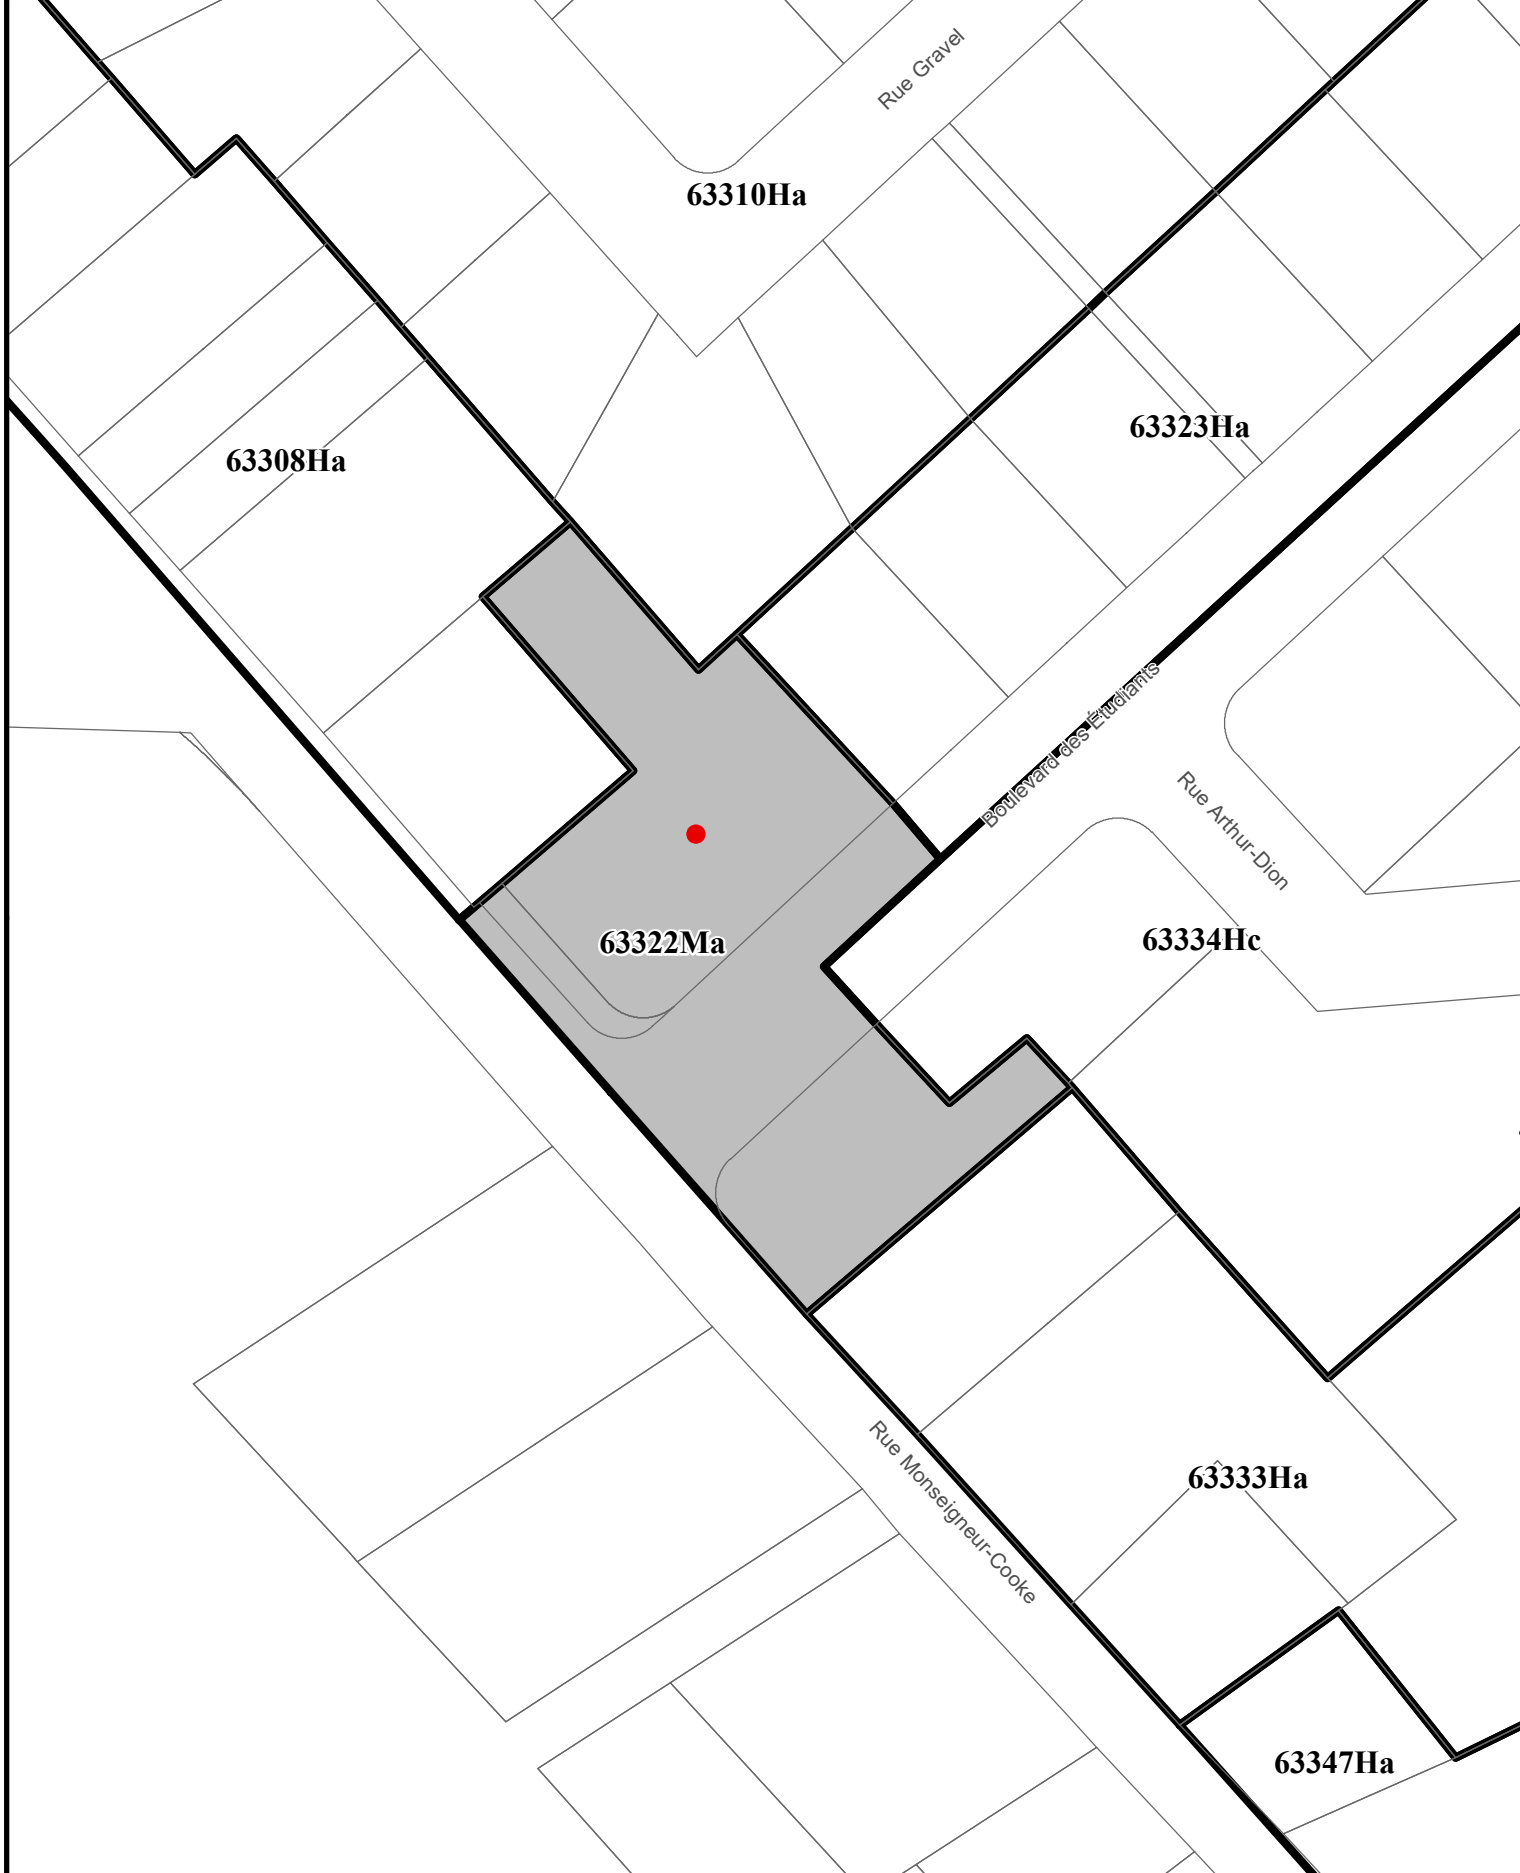 Rue Gravel
63310Ha
63323Ha
63308Ha
Boulevard des Étudiants
Rue Arthur-Dion
63322Ma
63334Hc
63333Ha
Rue Monseigneur-Cooke
63347Ha